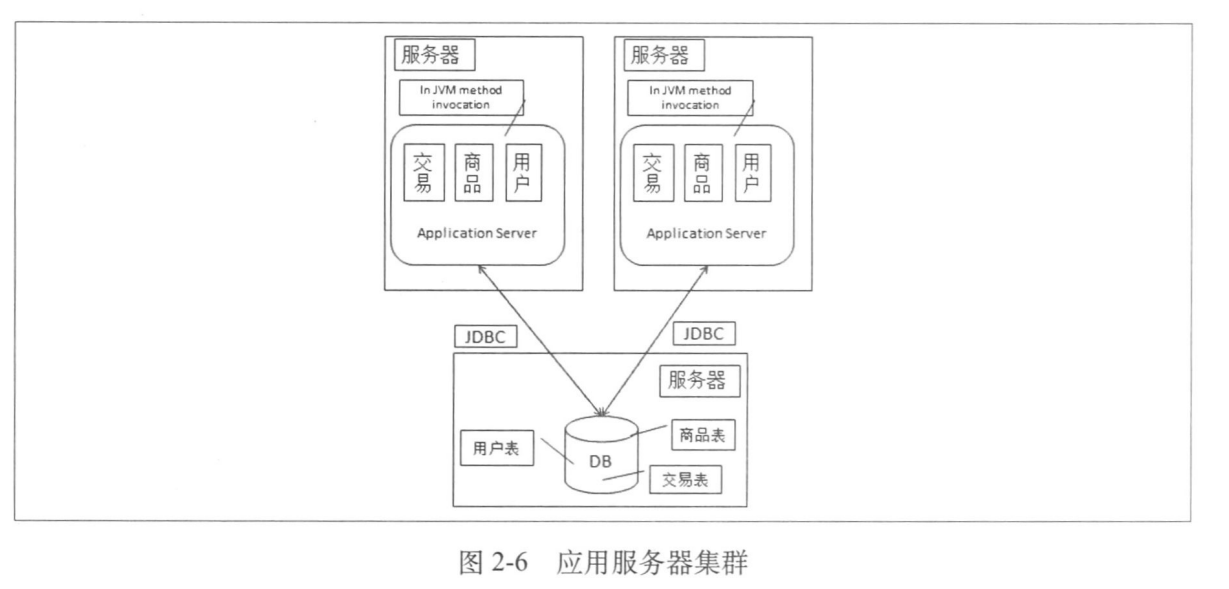 服务器
In JVM method
invocation
交易
商品
用户
Application Server
服务器
In JVM method
invocation
交易
商品
用户
Application Server
JDBC
JDBC
服务器
用户表
DB
商品表
交易表
图 2-6 应用服务器集群